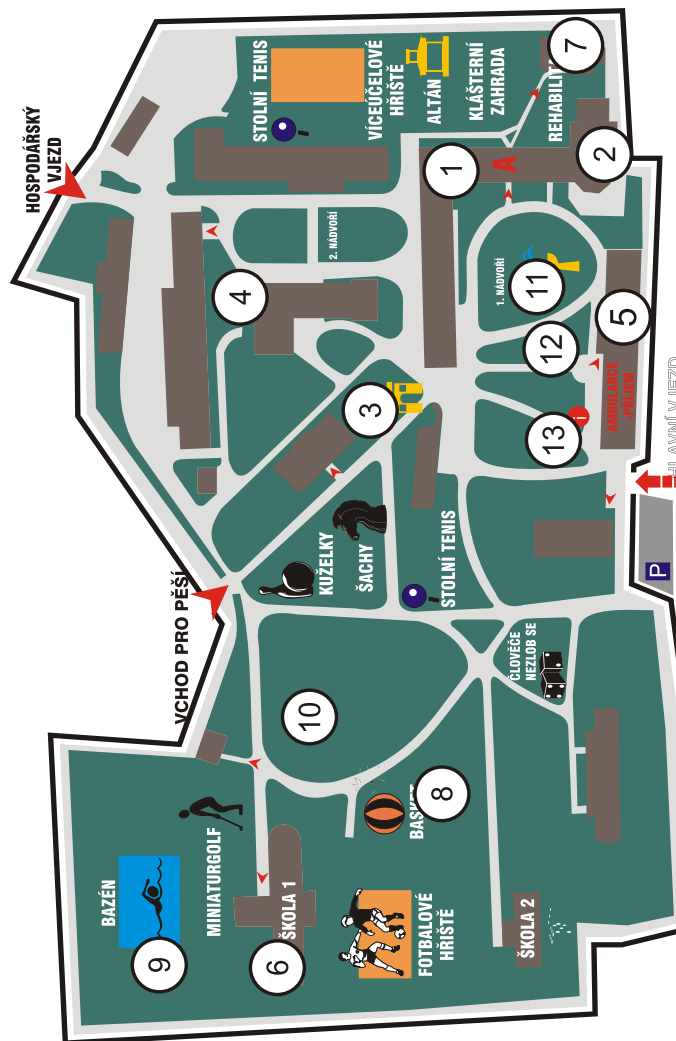 HOSPODÁŘSKÝ
VJEZD
STOLNÍ TENIS
VÍCEÚČELOVÉ
HŘIŠTĚ
ALTÁN
KLÁŠTERNÍ
ZAHRADA
7
1
A
2
4
2. NÁDVOŘÍ
1. NÁDVOŘÍ
11
5
12
3
13
i
AMBULANCE
-PŘÍJEM
HLAVNÍ VJEZD
P
VCHOD PRO PĚŠÍ
KUŽELKY
ŠACHY
STOLNÍ TENIS
ČLOVĚČE
NEZLOB SE
10
BAZÉN
9
MINIATURGOLF
ŠKOLA 1
6
8
FOTBALOVÉ
HŘIŠTĚ
ŠKOLA 2